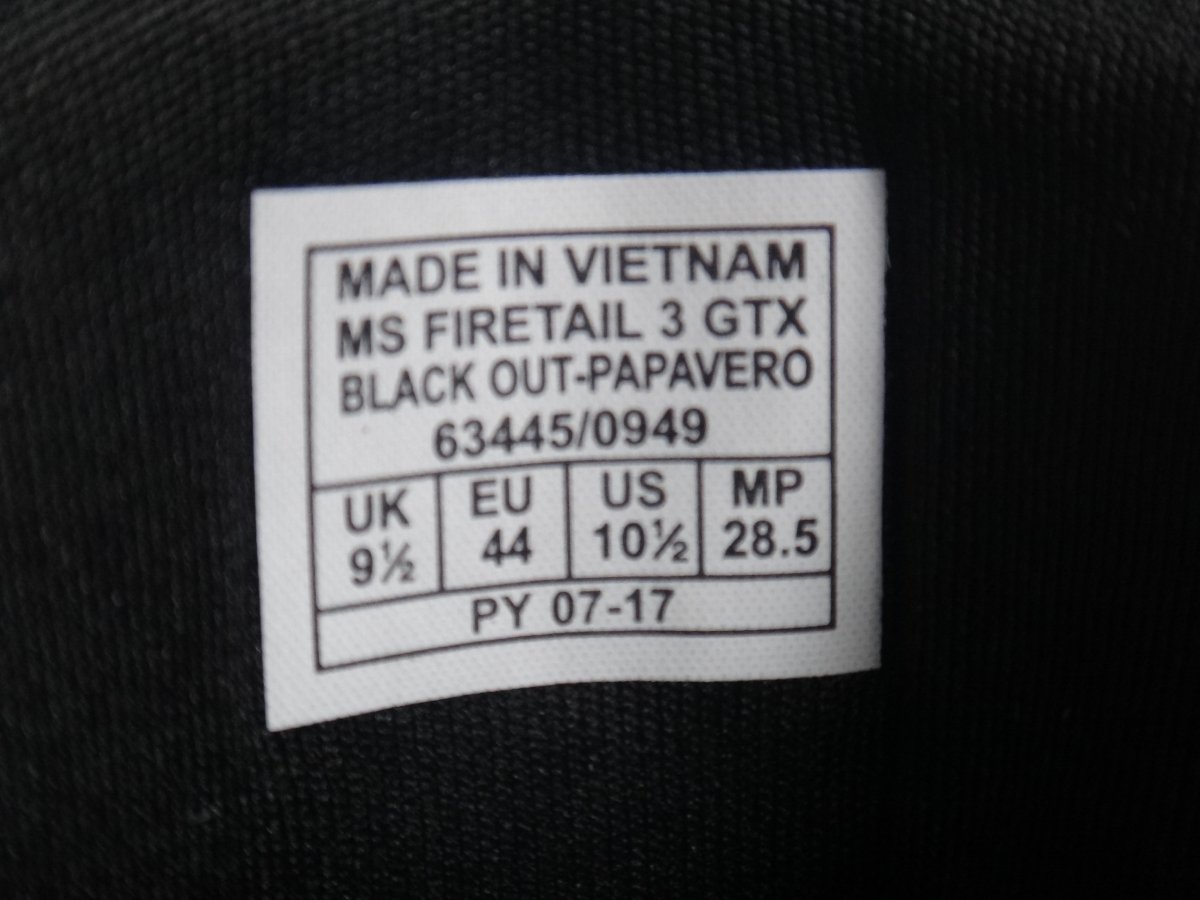 MADE IN VIETNAM
MS FIRETAIL 3 GTX
BLACK OUT-PAPAVERO
63445/0949
UK EU US MP
9½ 44 10½ 28.5
PY 07-17